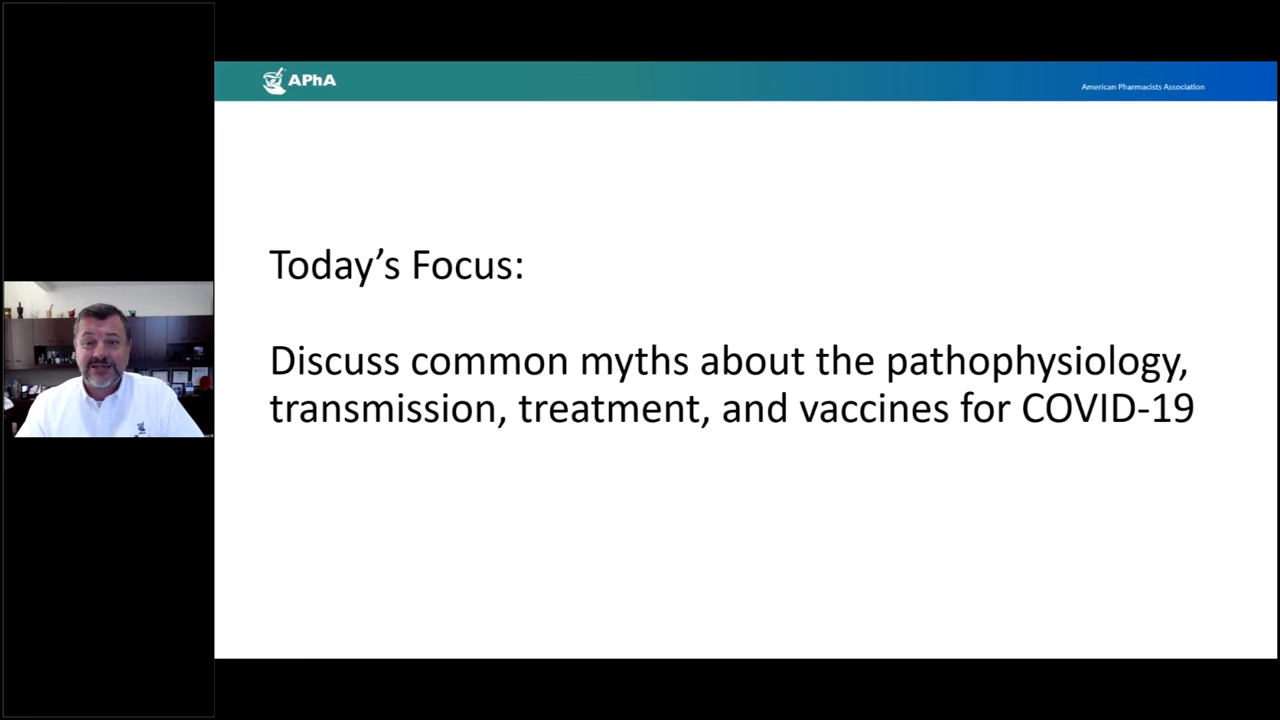 APhA
American Pharmacists Association
Today’s Focus:
Discuss common myths about the pathophysiology,
transmission, treatment, and vaccines for COVID-19